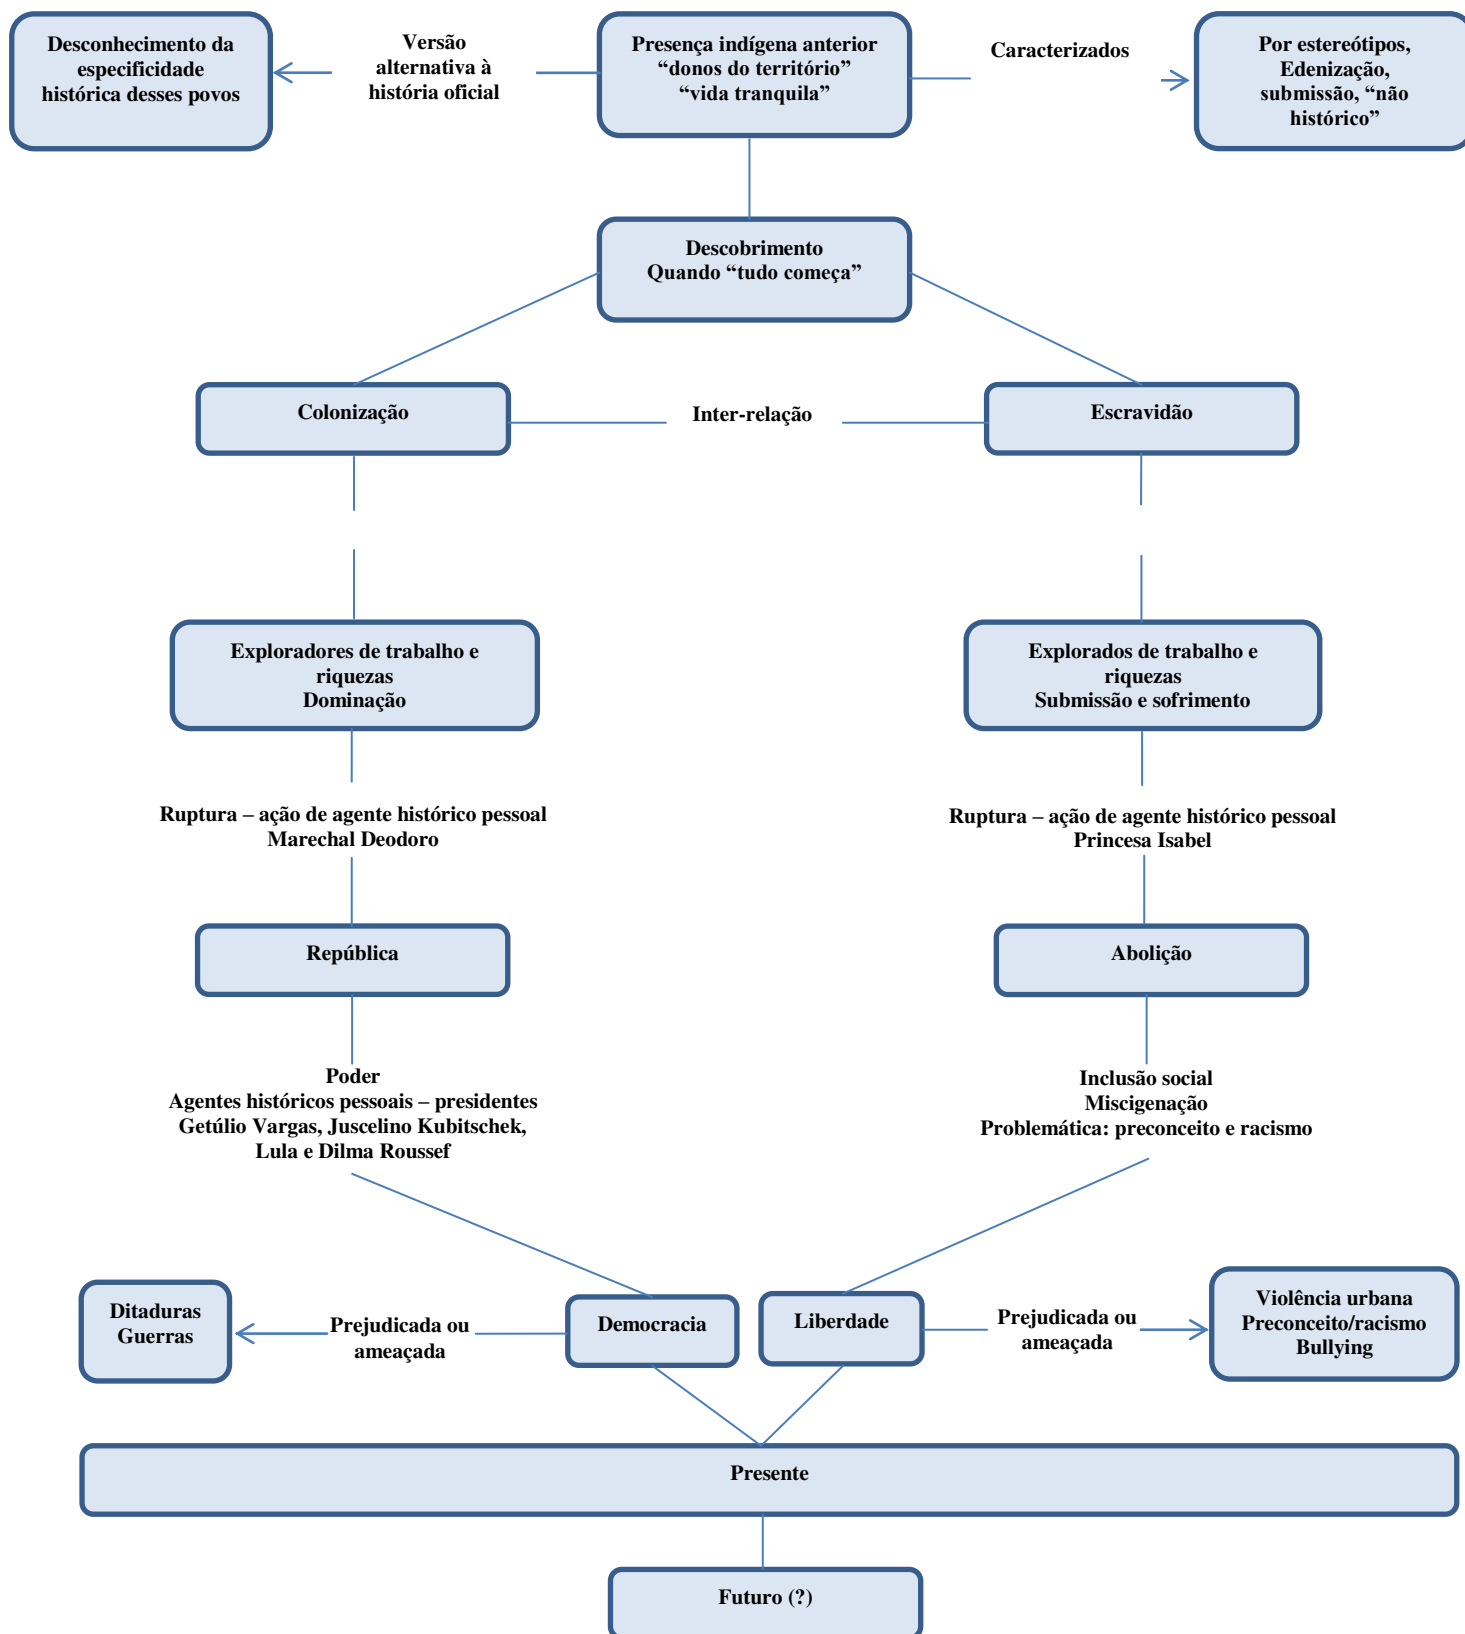 Desconhecimento da
especificidade
histórica desses povos
Versão
alternativa à
história oficial
Presença indígena anterior
“donos do território”
“vida tranquila”
Caracterizados
Por estereótipos,
Edenização,
submissão, “não
histórico”
Descobrimento
Quando “tudo começa”
Colonização
Inter-relação
Escravidão
Exploradores de trabalho e
riquezas
Dominação
Explorados de trabalho e
riquezas
Submissão e sofrimento
Ruptura – ação de agente histórico pessoal
Marechal Deodoro
Ruptura – ação de agente histórico pessoal
Princesa Isabel
República
Abolição
Poder
Agentes históricos pessoais – presidentes
Getúlio Vargas, Juscelino Kubitschek,
Lula e Dilma Roussef
Inclusão social
Miscigenação
Problemática: preconceito e racismo
Ditaduras
Guerras
Prejudicada ou
ameaçada
Democracia
Liberdade
Prejudicada ou
ameaçada
Violência urbana
Preconceito/racismo
Bullying
Presente
Futuro (?)